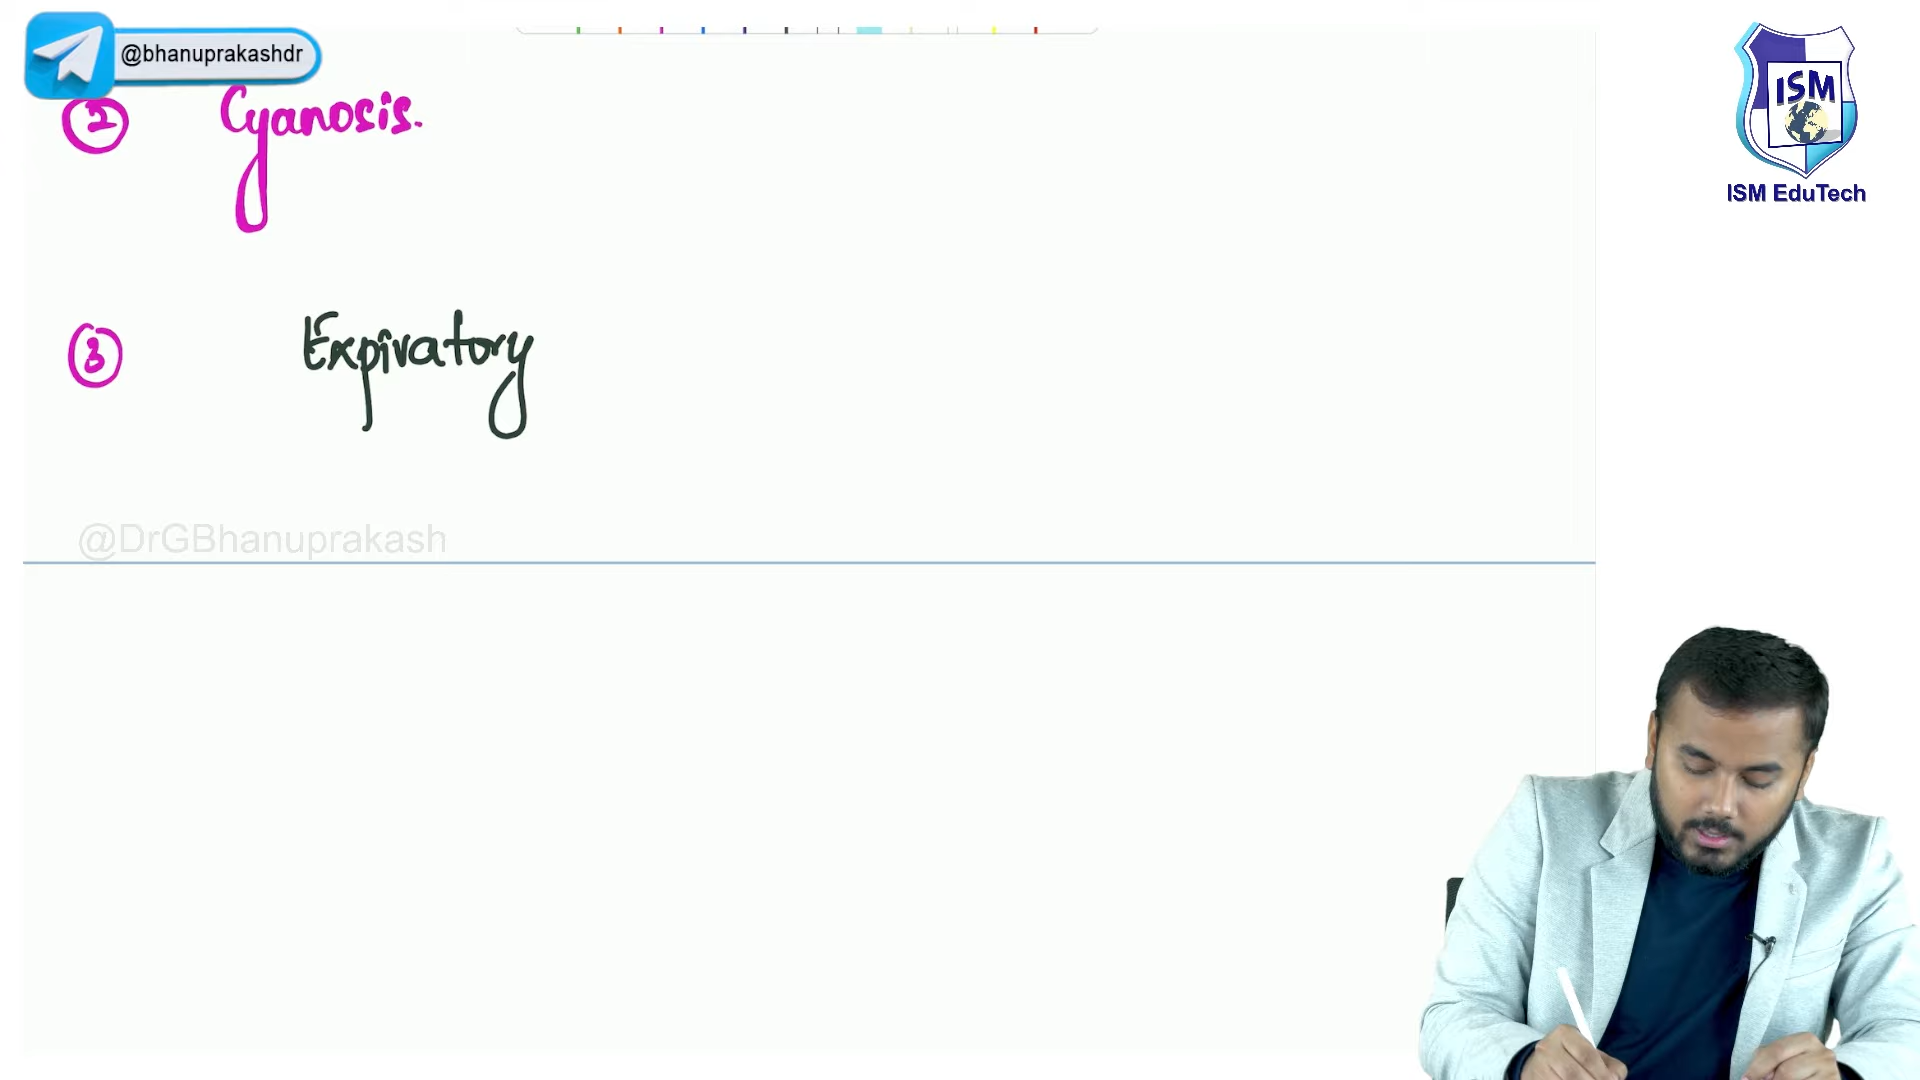 @bhanuprakashdr
2 Cyanosis.
3 Expiratory
@DrGBhanuprakash
ISM
ISM EduTech